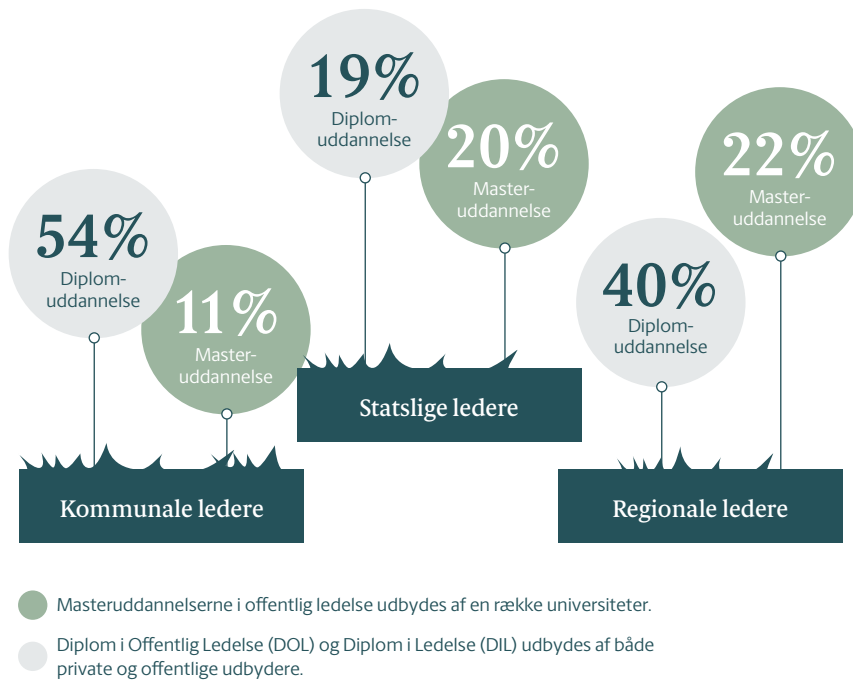 54%
Diplom-
uddannelse
11%
Master-
uddannelse
Kommunale ledere
19%
Diplom-
uddannelse
20%
Master-
uddannelse
Statslige ledere
40%
Diplom-
uddannelse
22%
Master-
uddannelse
Regionale ledere
Masteruddannelserne i offentlig ledelse udbydes af en række universiteter.
Diplom i Offentlig Ledelse (DOL) og Diplom i Ledelse (DIL) udbydes af både
private og offentlige udbydere.